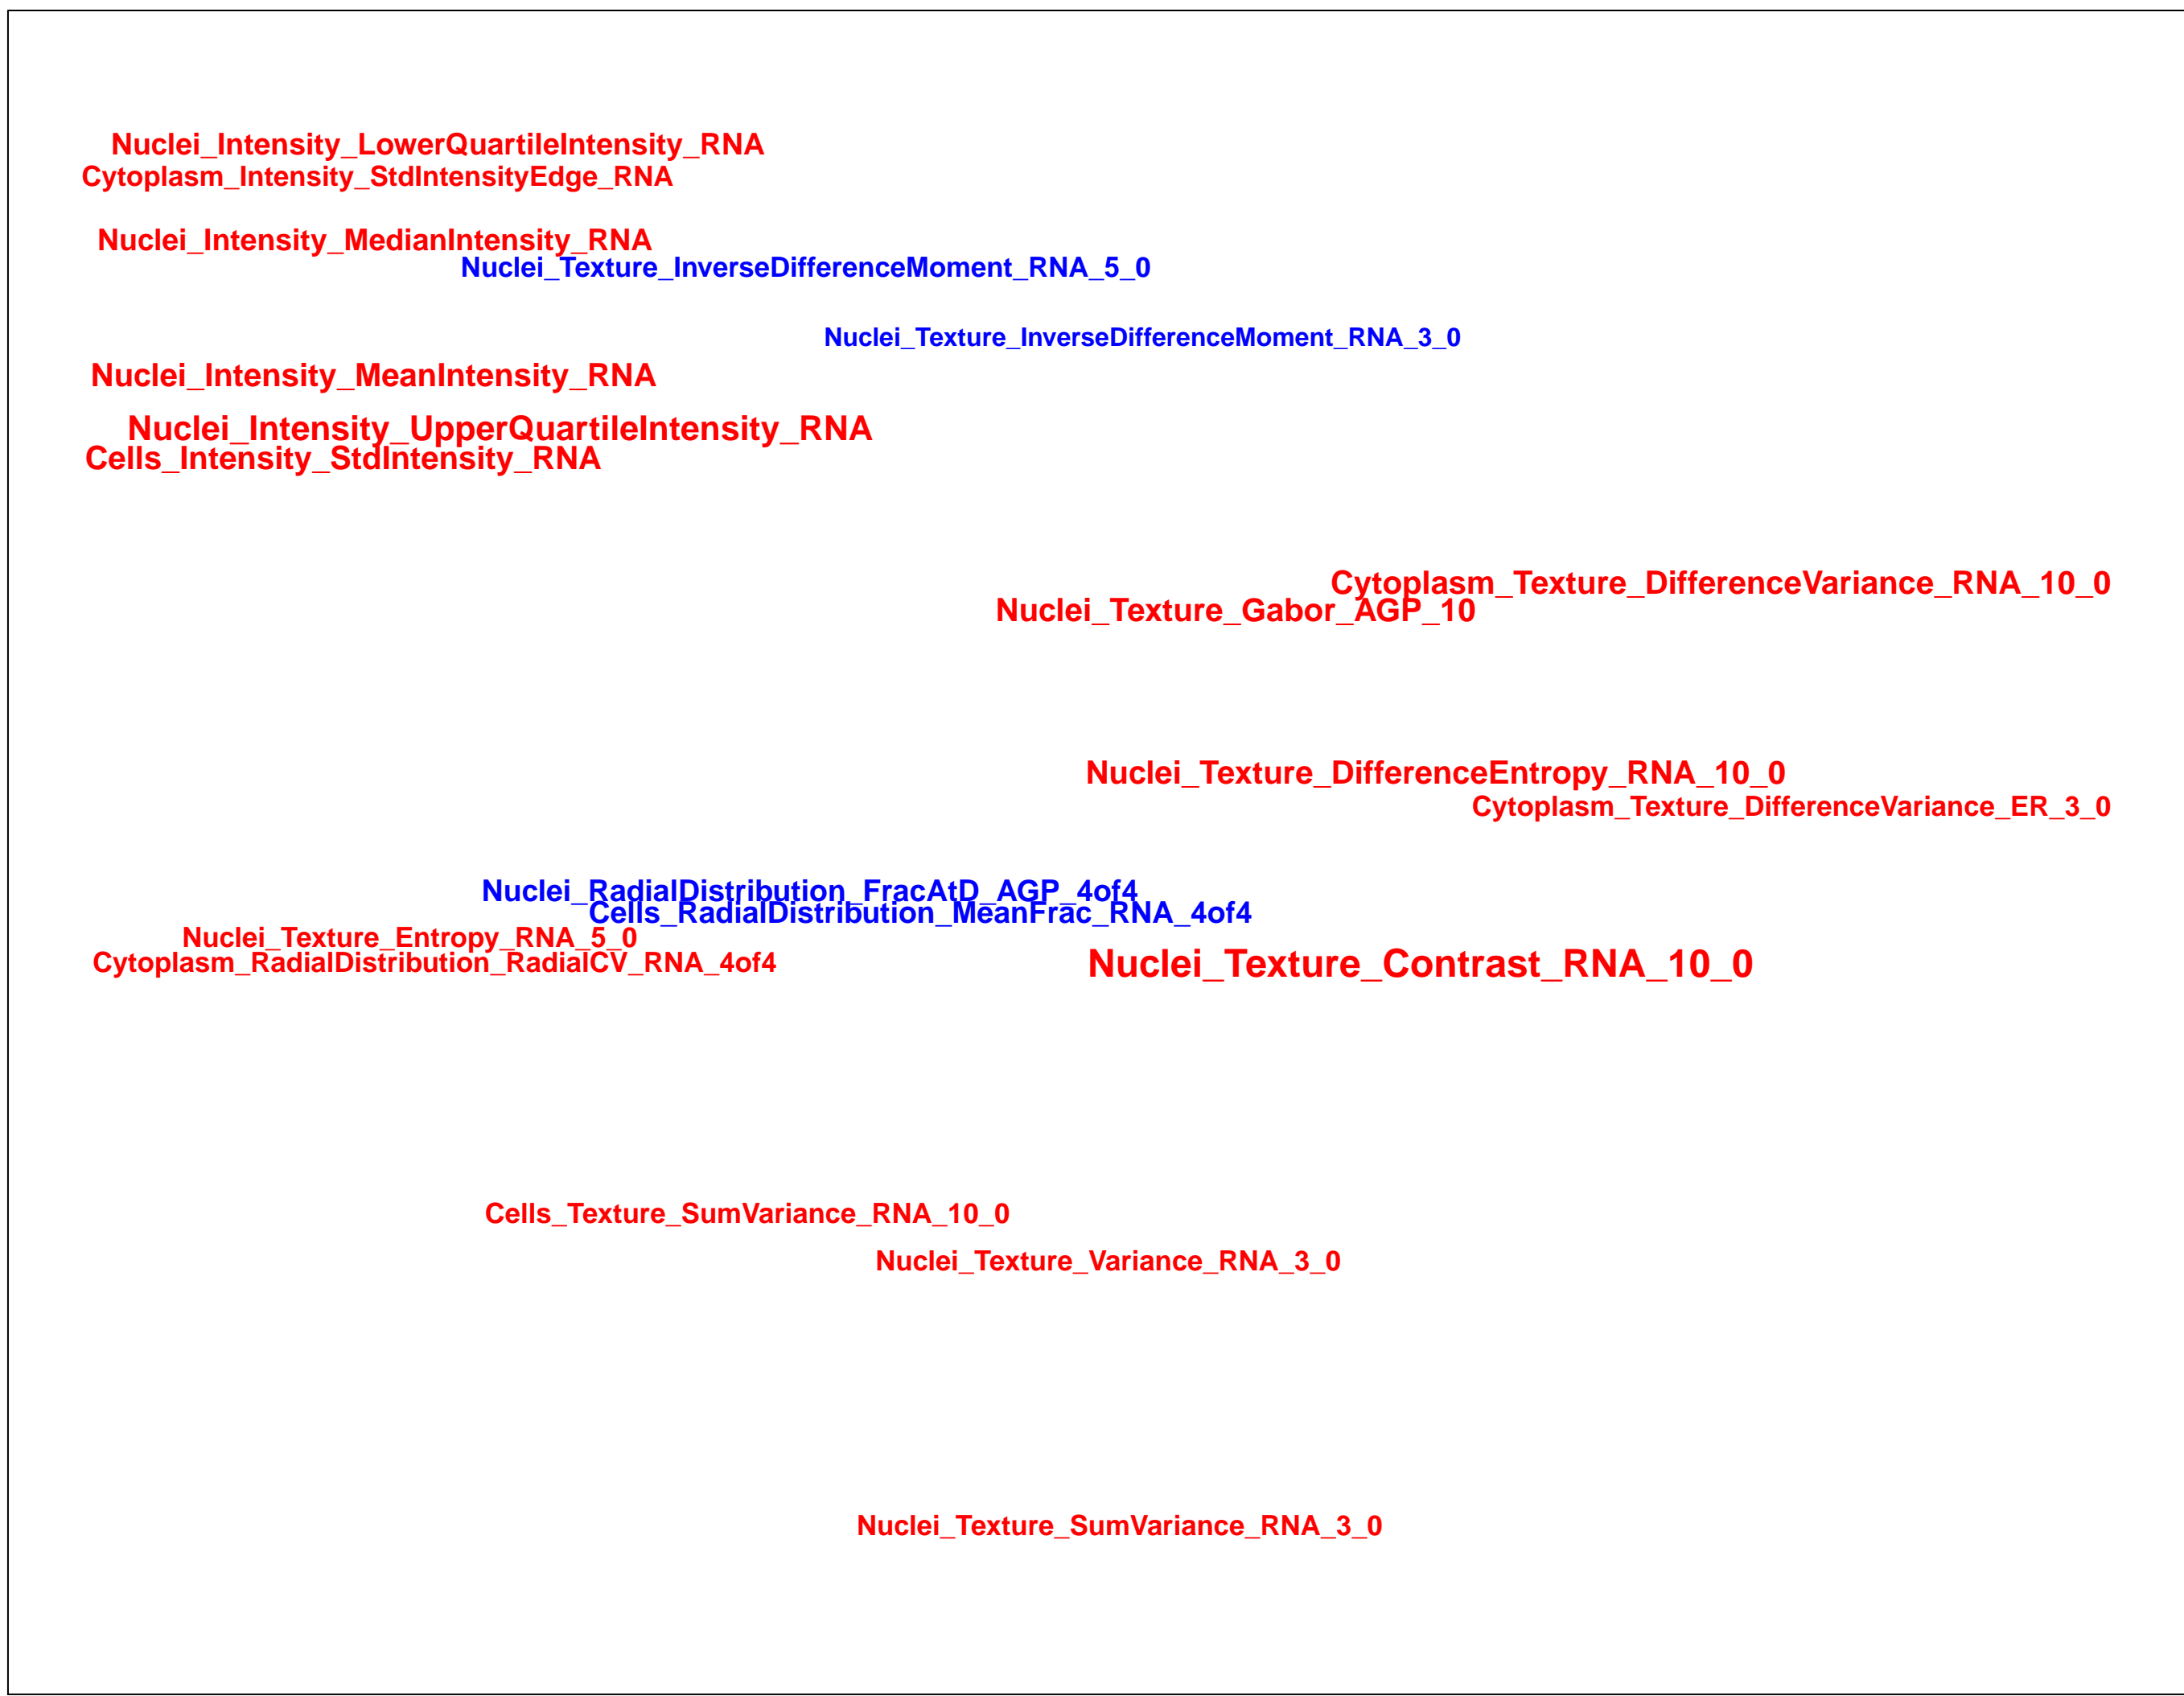 Nuclei_Intensity_LowerQuartileIntensity_RNA
Cytoplasm_Intensity_StdIntensityEdge_RNA
Nuclei_Intensity_MedianIntensity_RNA
Nuclei_Texture_InverseDifferenceMoment_RNA_5_0
Nuclei_Texture_InverseDifferenceMoment_RNA_3_0
Nuclei_Intensity_MeanIntensity_RNA
Nuclei_Intensity_UpperQuartileIntensity_RNA
Cells_Intensity_StdIntensity_RNA
Cytoplasm_Texture_DifferenceVariance_RNA_10_0
Nuclei_Texture_Gabor_AGP_10
Nuclei_Texture_DifferenceEntropy_RNA_10_0
Cytoplasm_Texture_DifferenceVariance_ER_3_0
Nuclei_RadialDistribution_FracAtD_AGP_4of4
Cells_RadialDistribution_MeanFrac_RNA_4of4
Nuclei_Texture_Entropy_RNA_5_0
Cytoplasm_RadialDistribution_RadialCV_RNA_4of4
Nuclei_Texture_Contrast_RNA_10_0
Cells_Texture_SumVariance_RNA_10_0
Nuclei_Texture_Variance_RNA_3_0
Nuclei_Texture_SumVariance_RNA_3_0